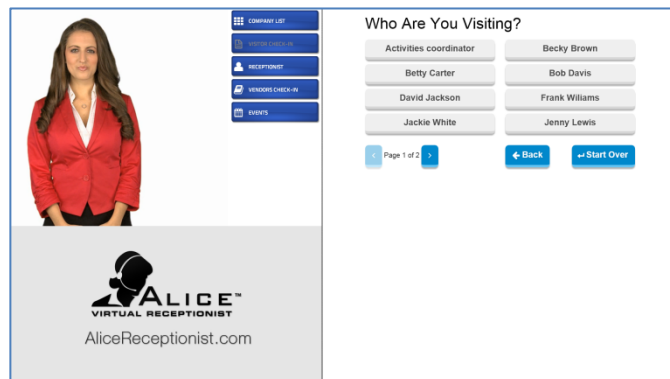 COMPANY LIST
VISITOR CHECK-IN
RECEPTIONIST
VENDORS CHECK-IN
EVENTS
ALICE™
VIRTUAL RECEPTIONIST
AliceReceptionist.com
Who Are You Visiting?
Activities coordinator
Becky Brown
Betty Carter
Bob Davis
David Jackson
Frank Wiliams
Jackie White
Jenny Lewis
Page 1 of 2
Back
Start Over